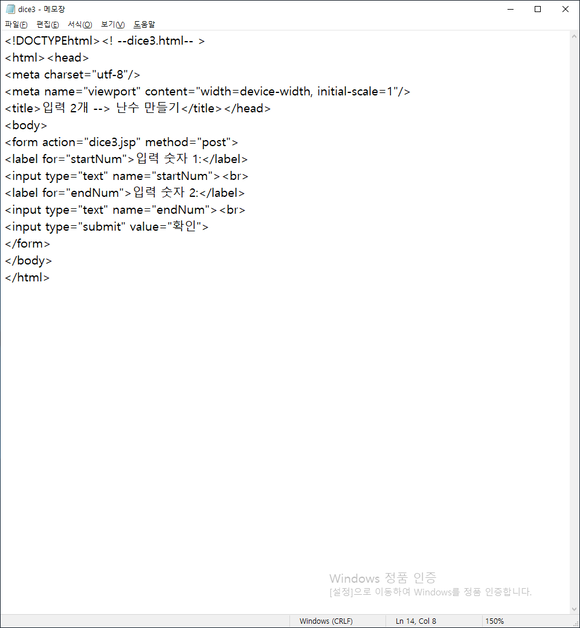 dice3 - 메모장
파일(F) 편집(E) 서식(O) 보기(V) 도움말
<!DOCTYPEhtml><! --dice3.html-- >
<html><head>
<meta charset="utf-8"/>
<meta name="viewport" content="width=device-width, initial-scale=1"/>
<title>입력 2개 --> 난수 만들기</title></head>
<body>
<form action="dice3.jsp" method="post">
<label for="startNum">입력 숫자 1:</label>
<input type="text" name="startNum"><br>
<label for="endNum">입력 숫자 2:</label>
<input type="text" name="endNum"><br>
<input type="submit" value="확인">
</form>
</body>
</html>
Windows 정품 인증
[설정]으로 이동하여 Windows를 정품 인증합니다.
Windows (CRLF) Ln 14, Col 8 150%